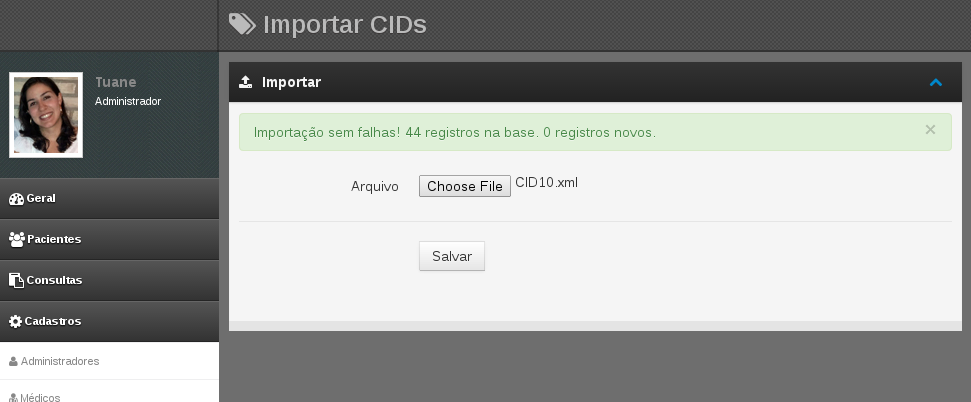 Importar CIDs
Tuane
Administrador
Geral
Pacientes
Consultas
Cadastros
Administradores
Médicos
Importar
Importação sem falhas! 44 registros na base. 0 registros novos.
×
Arquivo Choose File CID10.xml
Salvar